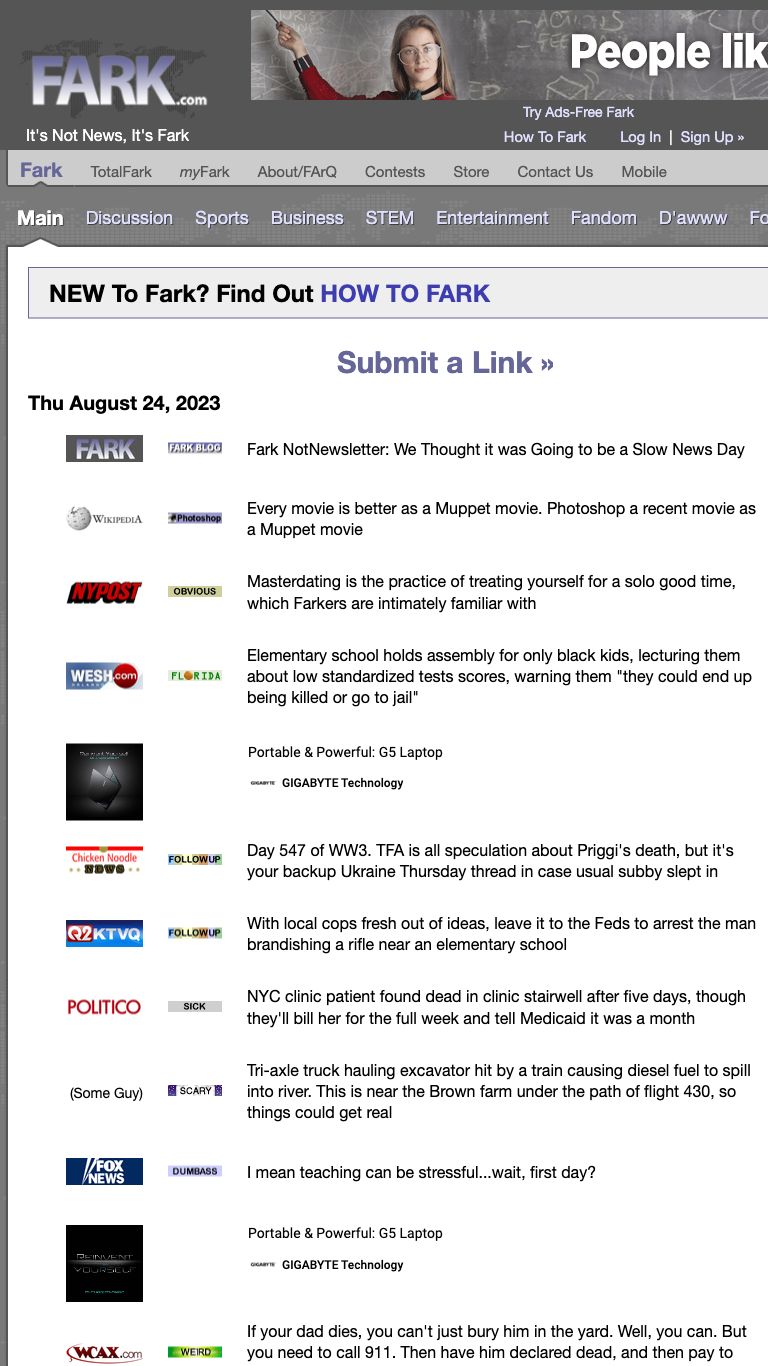 People lik
FARK.com
Try Ads-Free Fark
It's Not News, It's Fark
How To Fark Log In | Sign Up »
Fark TotalFark myFark About/FArQ Contests Store Contact Us Mobile
Main Discussion Sports Business STEM Entertainment Fandom D'awww Fo
NEW To Fark? Find Out HOW TO FARK
Submit a Link »
Thu August 24, 2023
FARK FARK BLOG Fark NotNewsletter: We Thought it was Going to be a Slow News Day
WIKIPEDIA #Photoshop Every movie is better as a Muppet movie. Photoshop a recent movie as
a Muppet movie
NYPOST OBVIOUS Masterdating is the practice of treating yourself for a solo good time,
which Farkers are intimately familiar with
WESH.com ORLANDO FLORIDA Elementary school holds assembly for only black kids, lecturing them
about low standardized tests scores, warning them "they could end up
being killed or go to jail"
Reinvent Yourself
Portable & Powerful: G5 Laptop
GIGABYTE GIGABYTE Technology
Chicken Noodle NEWS FOLLOWUP Day 547 of WW3. TFA is all speculation about Priggi's death, but it's
your backup Ukraine Thursday thread in case usual subby slept in
Q2 KTVQ FOLLOWUP With local cops fresh out of ideas, leave it to the Feds to arrest the man
brandishing a rifle near an elementary school
POLITICO SICK NYC clinic patient found dead in clinic stairwell after five days, though
they'll bill her for the full week and tell Medicaid it was a month
(Some Guy) SCARY Tri-axle truck hauling excavator hit by a train causing diesel fuel to spill
into river. This is near the Brown farm under the path of flight 430, so
things could get real
FOX NEWS DUMBASS I mean teaching can be stressful...wait, first day?
REINVENT YOURSELF
Portable & Powerful: G5 Laptop
GIGABYTE GIGABYTE Technology
WCAX.com WEIRD If your dad dies, you can't just bury him in the yard. Well, you can. But
you need to call 911. Then have him declared dead, and then pay to